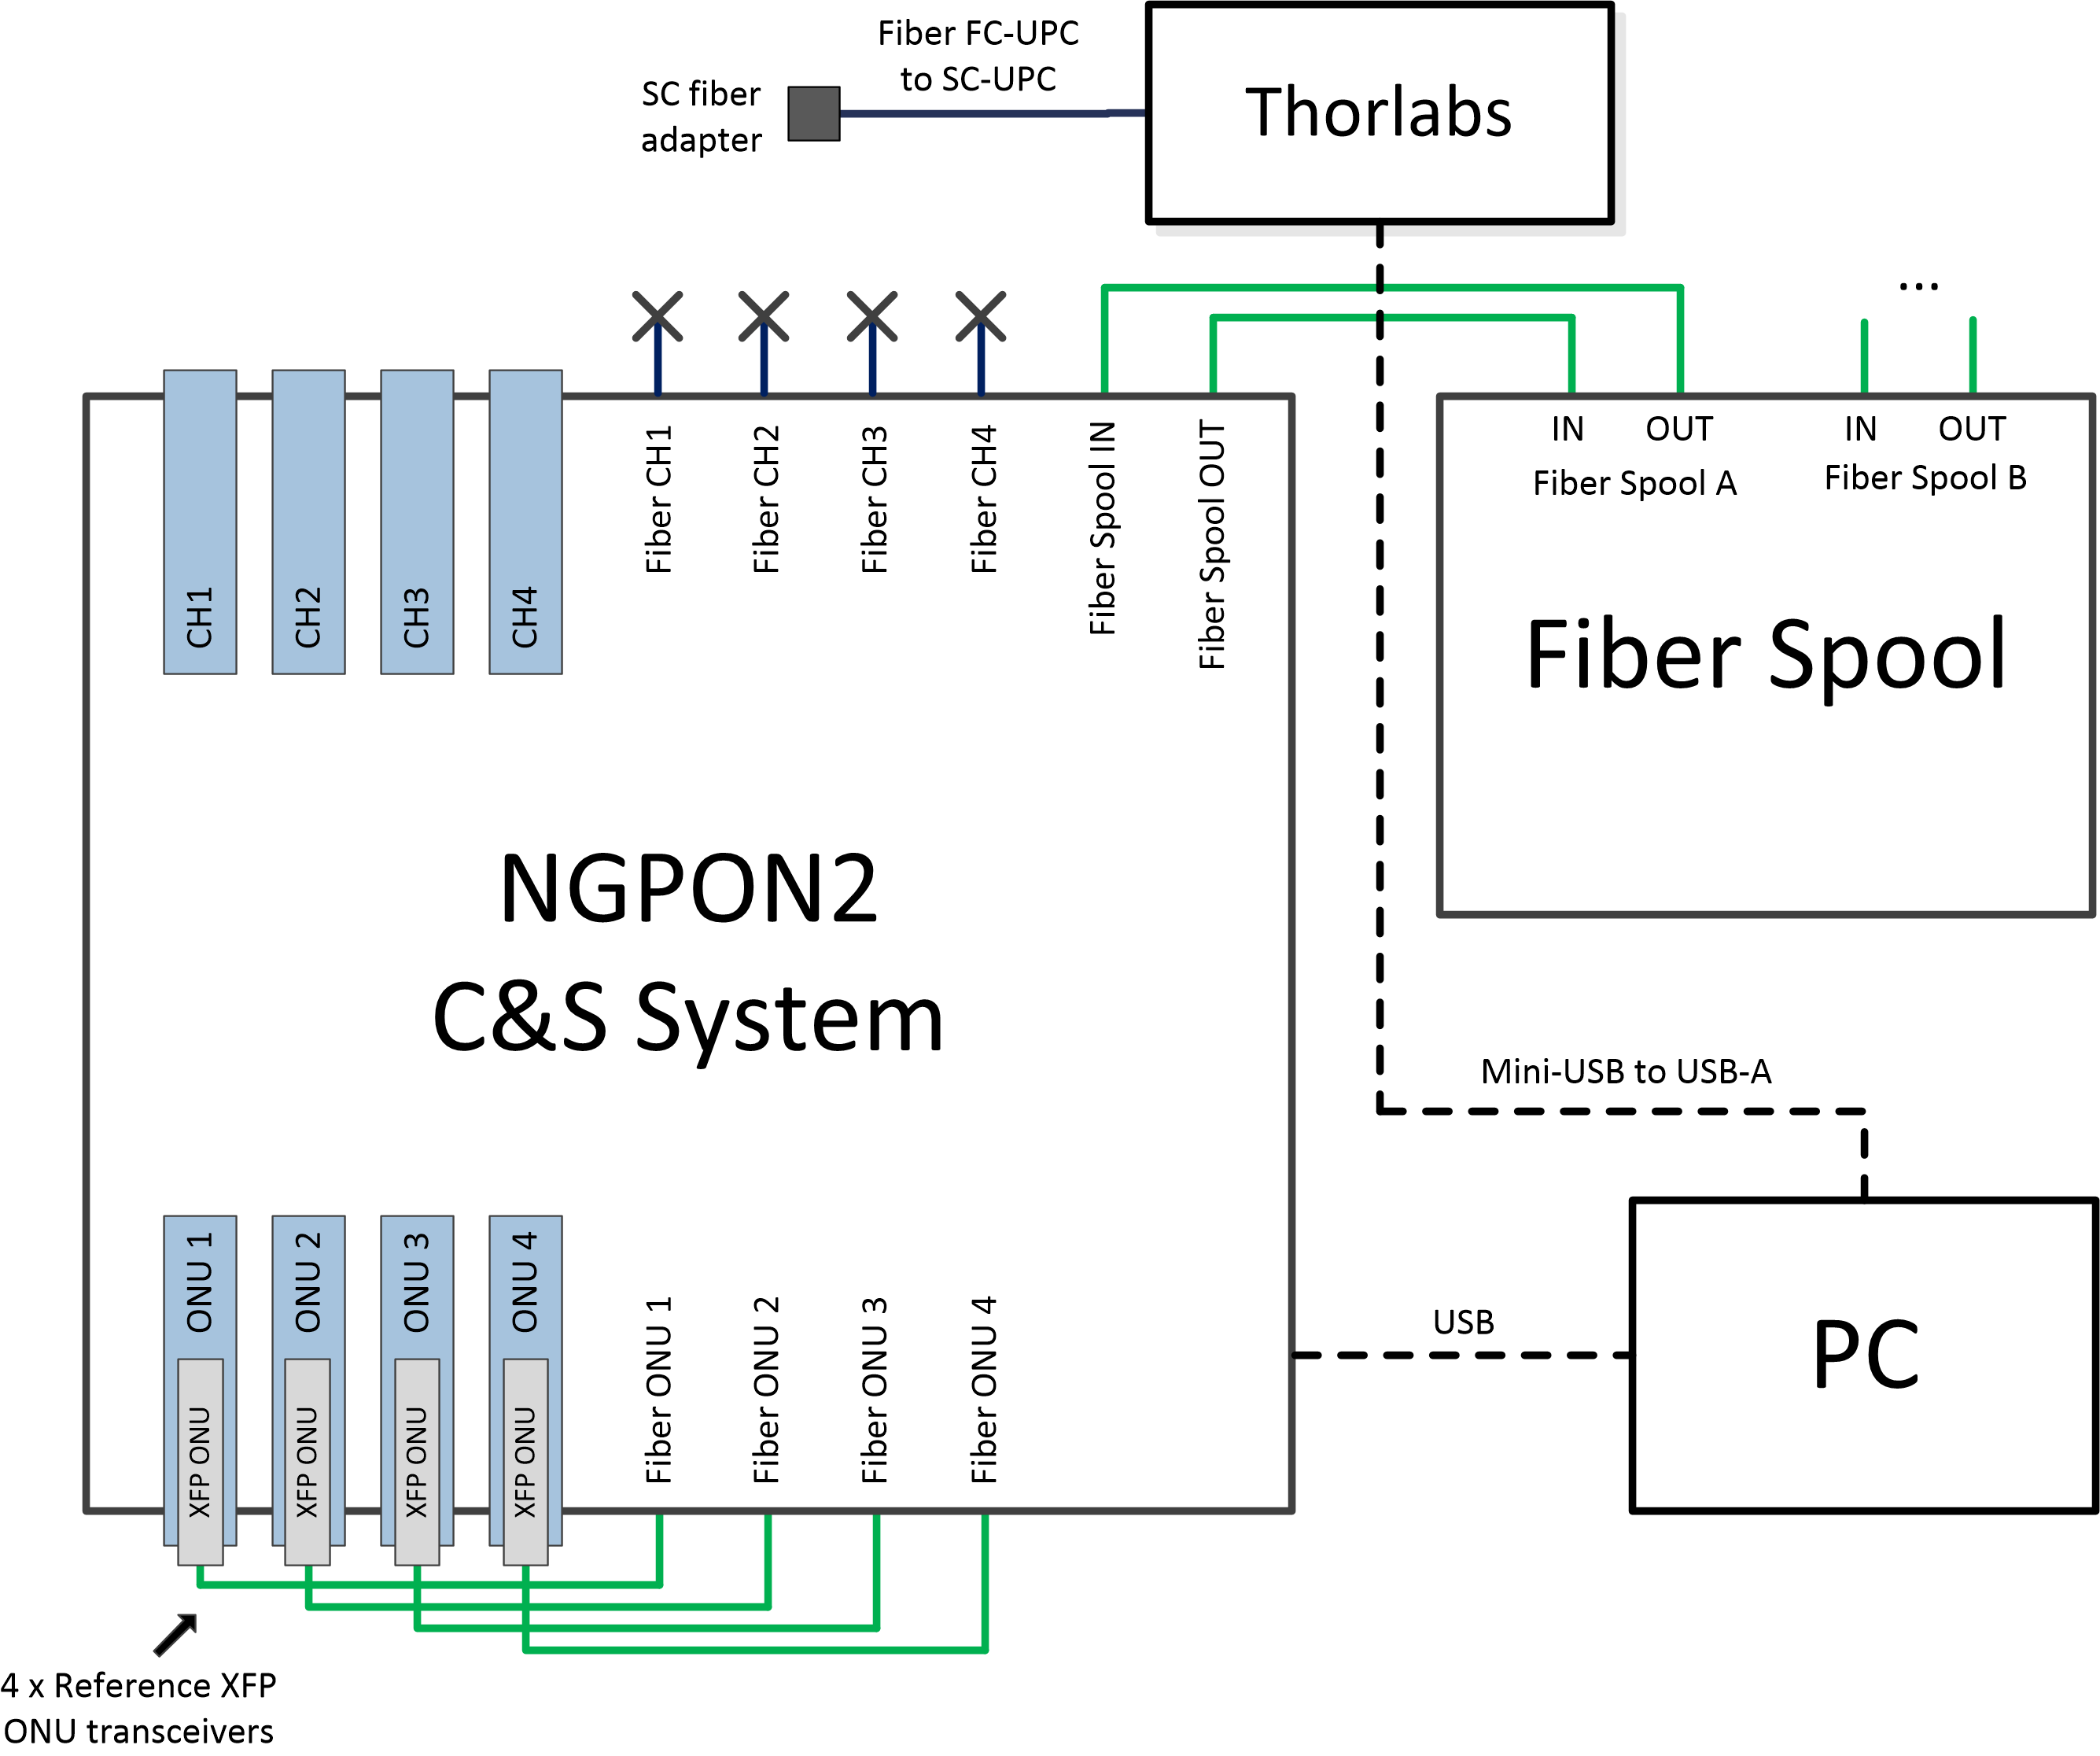 Fiber FC-UPC
to SC-UPC
SC fiber
adapter
Thorlabs
...
CH1
CH2
CH3
CH4
Fiber CH1
Fiber CH2
Fiber CH3
Fiber CH4
Fiber Spool IN
Fiber Spool OUT
IN
OUT
IN
OUT
Fiber Spool A
Fiber Spool B
Fiber Spool
NGPON2
C&S System
Mini-USB to USB-A
USB
PC
ONU 1
ONU 2
ONU 3
ONU 4
XFP ONU
XFP ONU
XFP ONU
XFP ONU
Fiber ONU 1
Fiber ONU 2
Fiber ONU 3
Fiber ONU 4
4 x Reference XFP
ONU transceivers